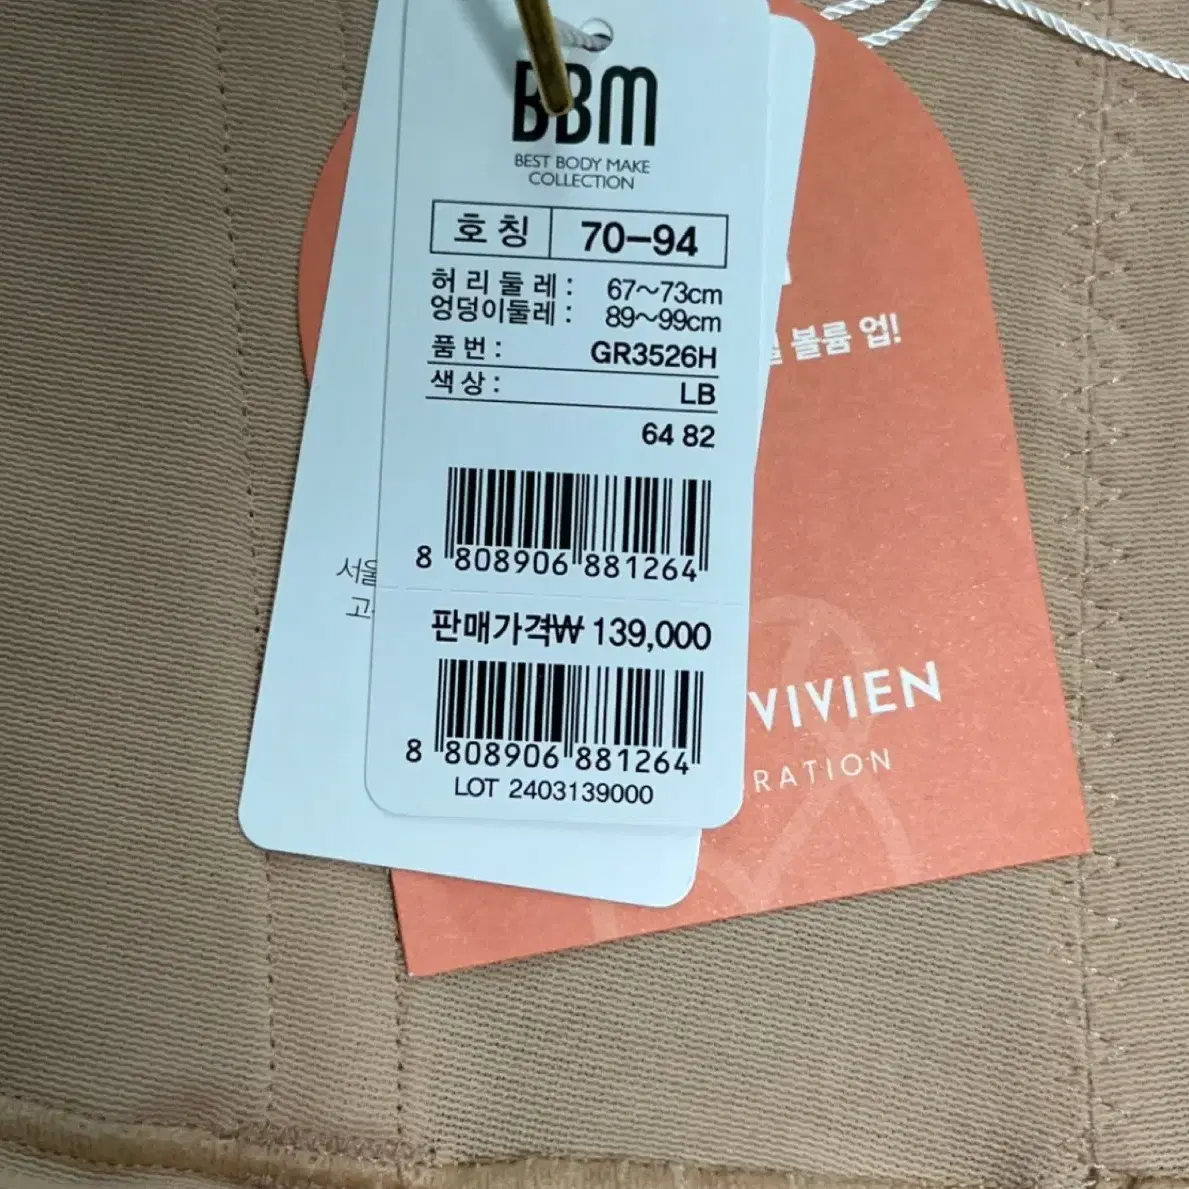 BBM
BEST BODY MAKE
COLLECTION
호칭 70-94
허리둘레 : 67~73cm
엉덩이둘레 : 89~99cm
품번 : GR3526H
색상 : LB
64 82
8 808906 881264
판매가격₩ 139,000
8 808906 881264
LOT 2403139000
볼륨 업!
서울
고
VIVIEN
RATION